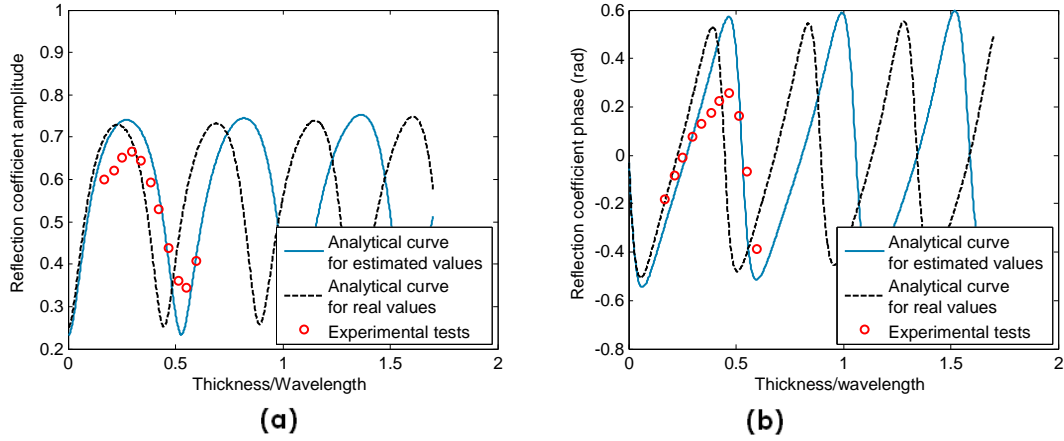 1
0.9
0.8
0.7
0.6
0.5
0.4
0.3
0.2
Reflection coefficient amplitude
0
0.5
1
1.5
2
Thickness/Wavelength
Analytical curve
for estimated values
Analytical curve
for real values
Experimental tests
(a)
0.6
0.4
0.2
0
-0.2
-0.4
-0.6
-0.8
Reflection coefficient phase (rad)
0
0.5
1
1.5
2
Thickness/wavelength
Analytical curve
for estimated values
Analytical curve
for real values
Experimental tests
(b)